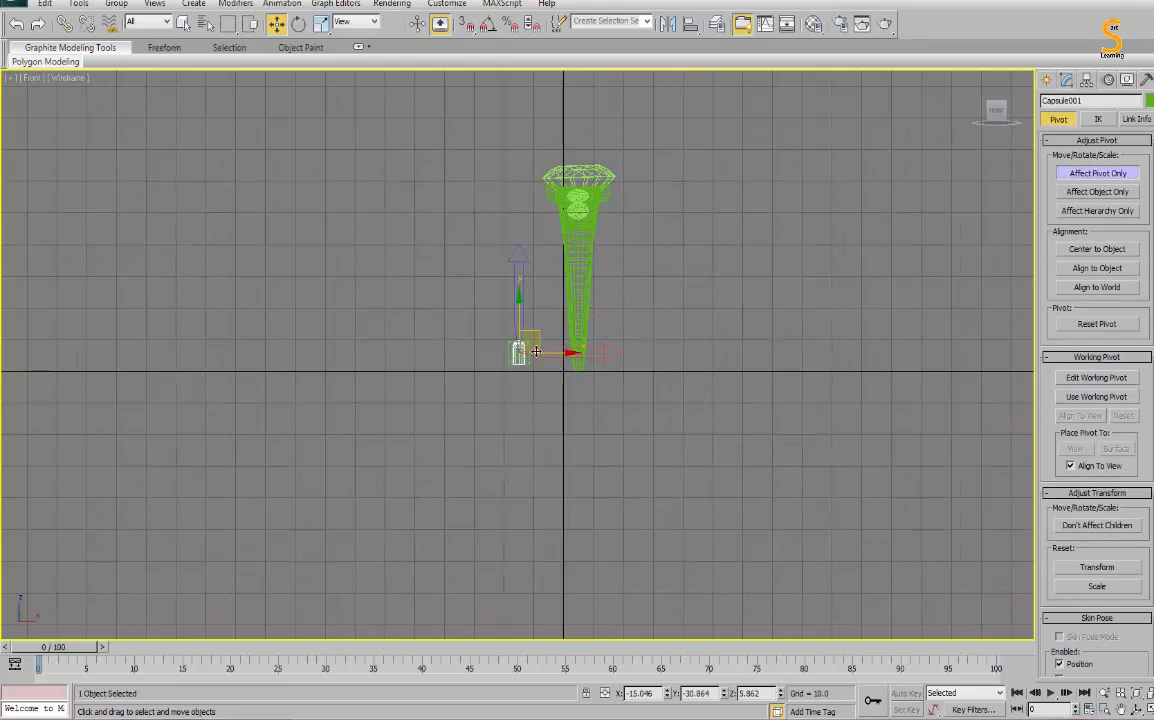 Edit Tools Group Views Create Modifiers Animation Graph Editors Rendering Customize MAXScript Help
All View Create Selection Se
art
Learning
Graphite Modeling Tools Freeform Selection Object Paint
Polygon Modeling
[+] [Front] [Wireframe]
FRONT
Capsule001
Pivot IK Link Info
- Adjust Pivot
Move/Rotate/Scale:
Affect Pivot Only
Affect Object Only
Affect Hierarchy Only
Alignment:
Center to Object
Align to Object
Align to World
Pivot:
Reset Pivot
- Working Pivot
Edit Working Pivot
Use Working Pivot
Align To View Reset
Place Pivot To:
View Surface
Align To View
- Adjust Transform
Move/Rotate/Scale:
Don't Affect Children
Reset:
Transform
Scale
- Skin Pose
Skin Pose Mode
Enabled:
Position
z
x
< 0 / 100 >
0 5 10 15 20 25 30 35 40 45 50 55 60 65 70 75 80 85 90 95 100
1 Object Selected X: -15.046 Y: -30.864 Z: 5.862 Grid = 10.0 Auto Key Selected
Welcome to M Click and drag to select and move objects Add Time Tag Set Key Key Filters... 0